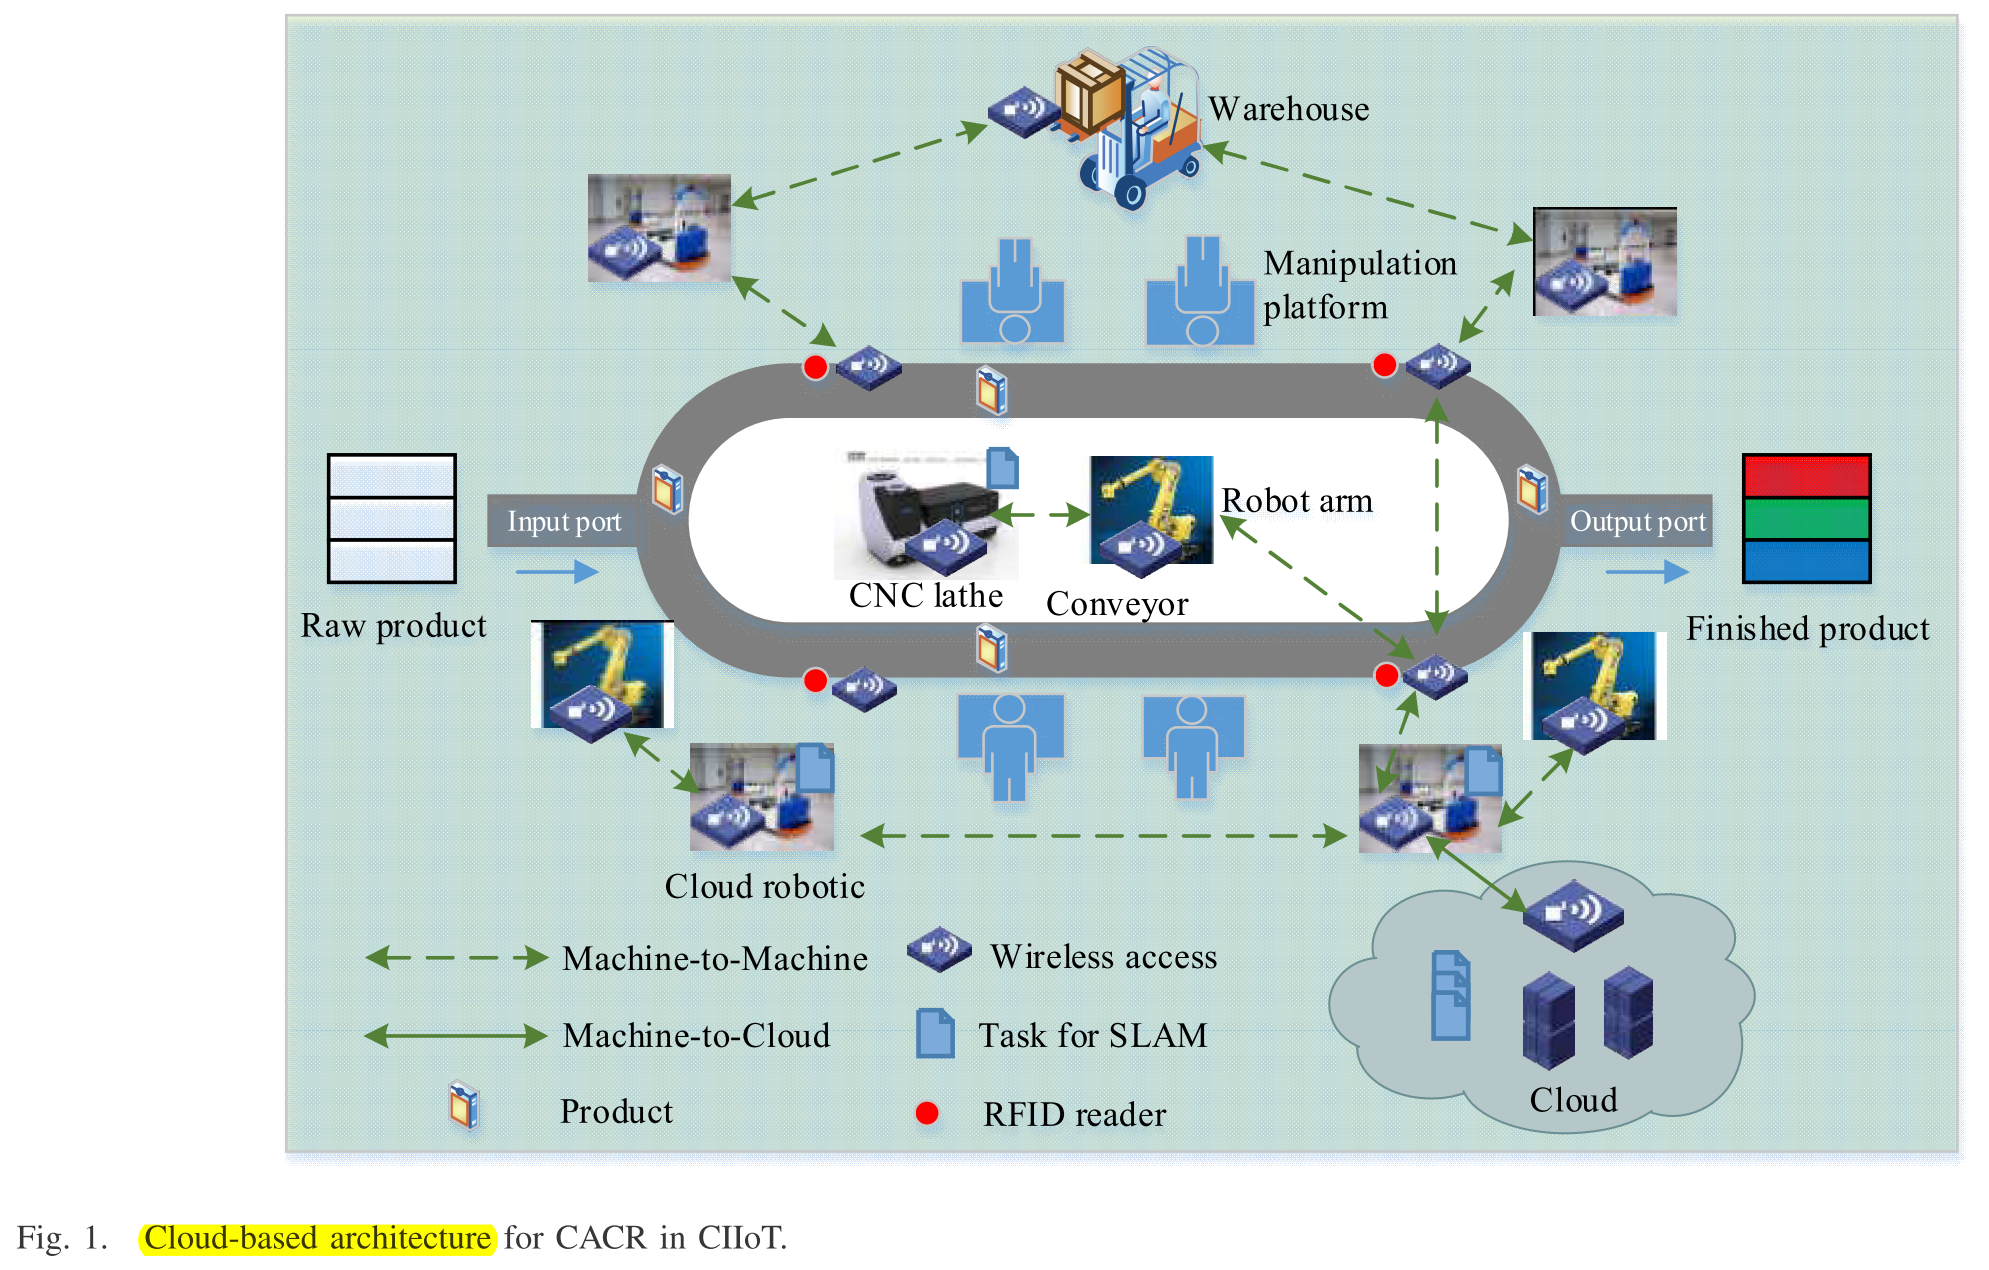 Warehouse
Manipulation
platform
Input port
Robot arm
Output port
CNC lathe
Conveyor
Raw product
Finished product
Cloud robotic
Machine-to-Machine
Wireless access
Machine-to-Cloud
Task for SLAM
Cloud
Product
RFID reader
Fig. 1. Cloud-based architecture for CACR in CIIoT.